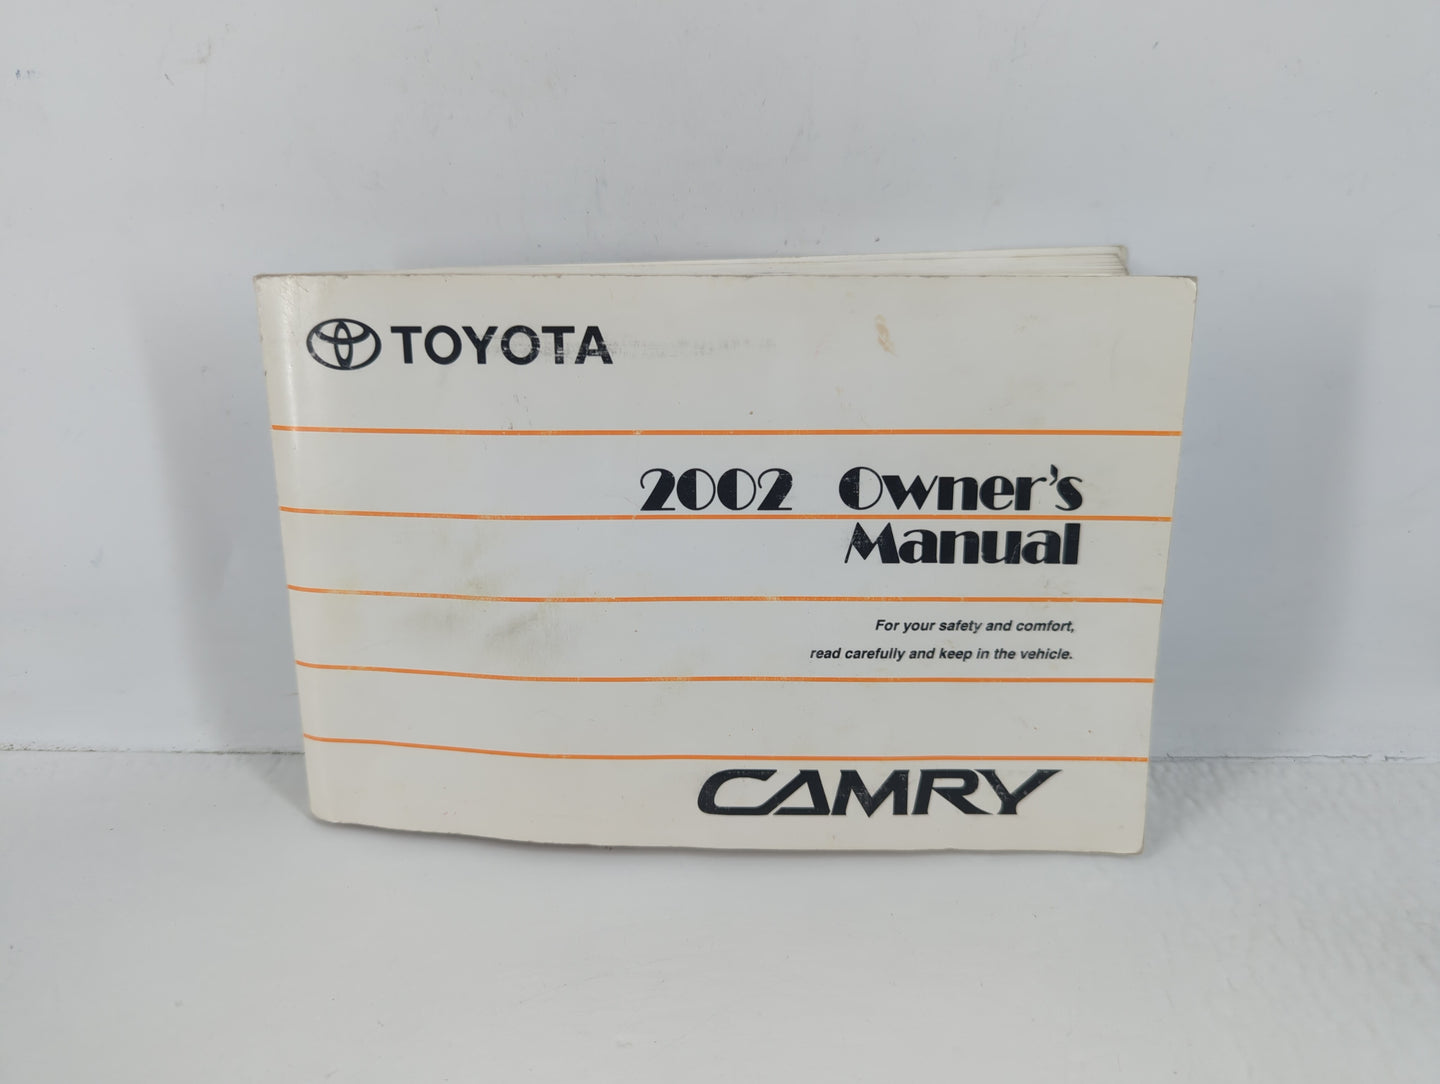 TOYOTA
2002 Owner's
Manual
For your safety and comfort,
read carefully and keep in the vehicle.
CAMRY